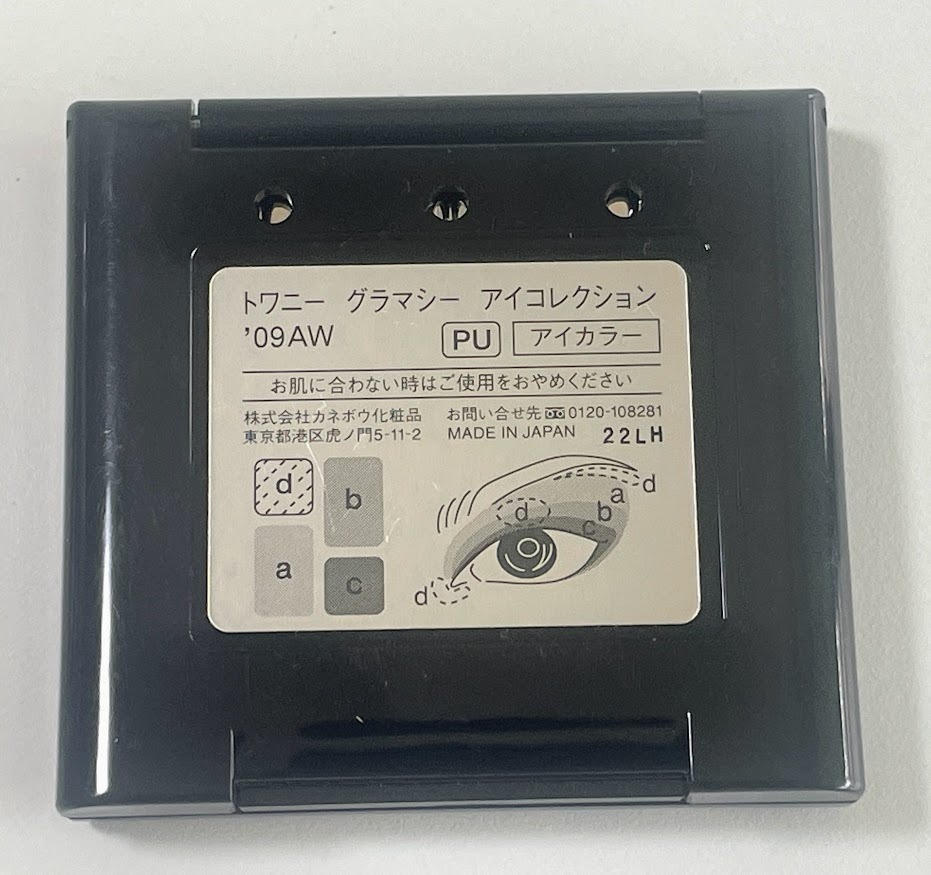 トワニー グラマシー アイコレクション
'09AW PU アイカラー
お肌に合わない時はご使用をおやめください
株式会社カネボウ化粧品 お問い合せ先 0120-108281
東京都港区虎ノ門5-11-2 MADE IN JAPAN 22LH
d b
a c
d a d
b
c
d